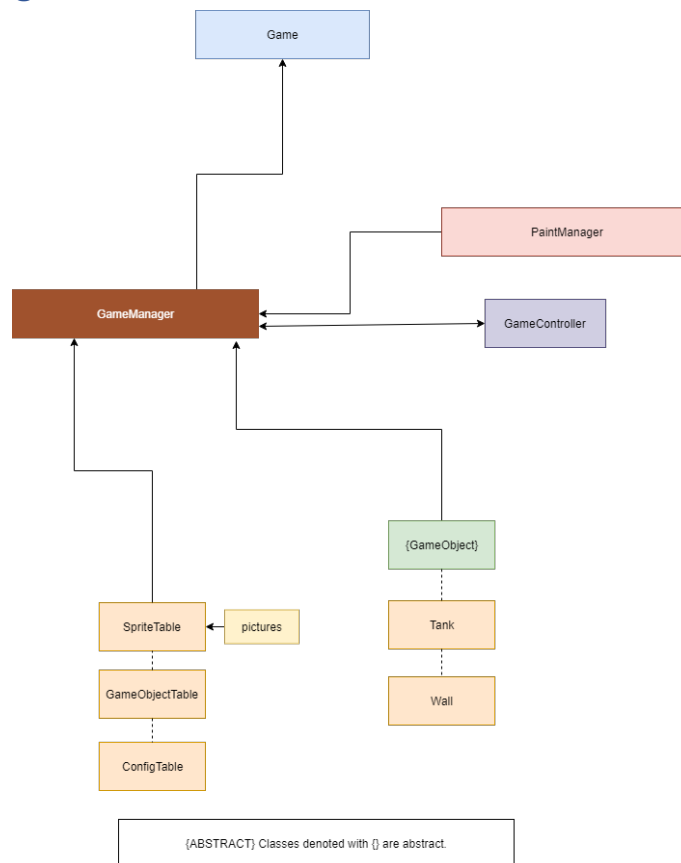 Game
PaintManager
GameManager
GameController
{GameObject}
SpriteTable
pictures
Tank
GameObjectTable
Wall
ConfigTable
{ABSTRACT} Classes denoted with {} are abstract.